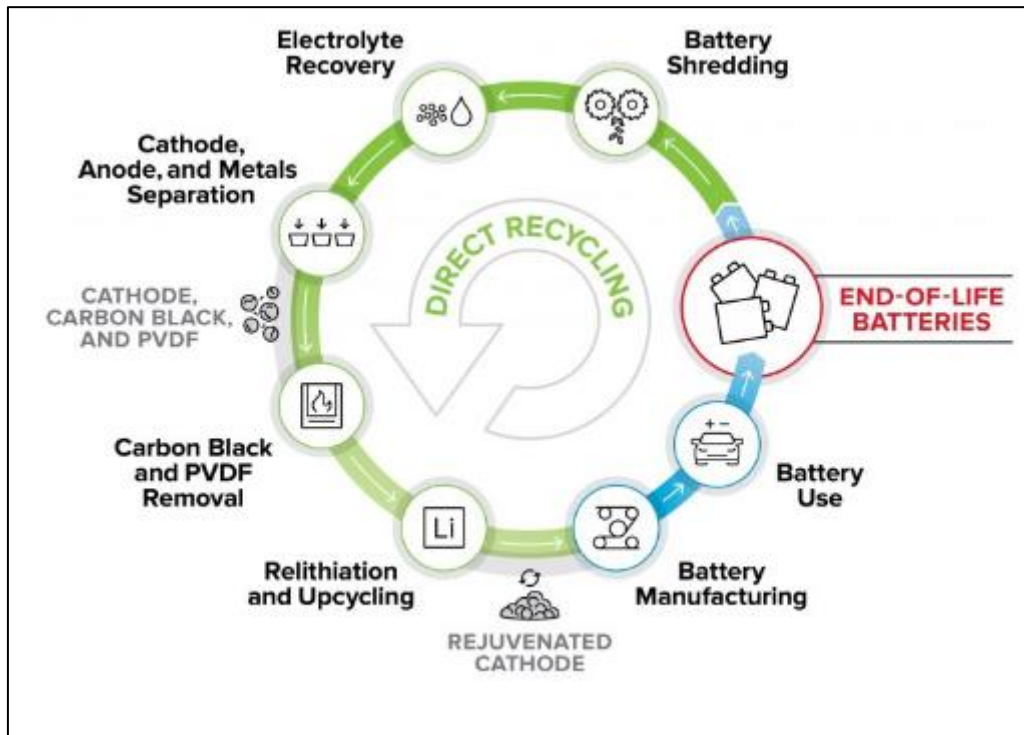 Electrolyte
Recovery
Battery
Shredding
Cathode,
Anode, and Metals
Separation
DIRECT RECYCLING
CATHODE,
CARBON BLACK,
AND PVDF
END-OF-LIFE
BATTERIES
Carbon Black
and PVDF
Removal
+ -
Battery
Use
Li
Relithiation
and Upcycling
Battery
Manufacturing
REJUVENATED
CATHODE